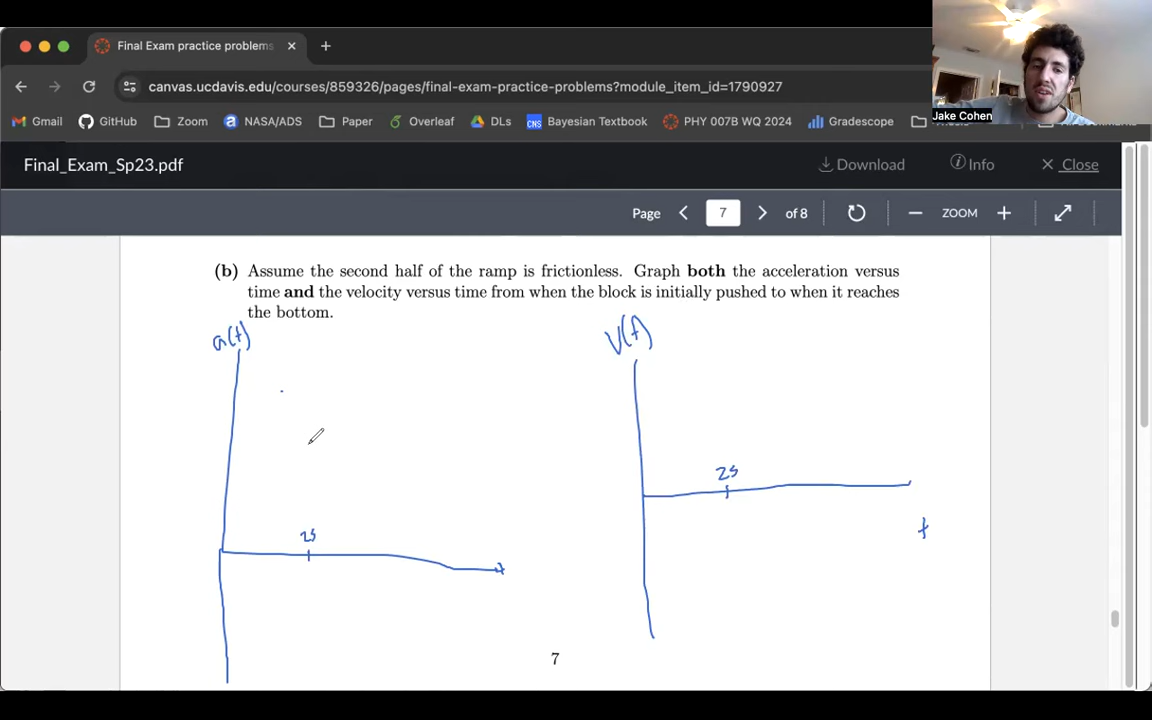 Final Exam practice problems
canvas.ucdavis.edu/courses/859326/pages/final-exam-practice-problems?module_item_id=1790927
Gmail GitHub Zoom NASA/ADS Paper Overleaf DLs CNS Bayesian Textbook PHY 007B WQ 2024 Gradescope
Jake Cohen
Final_Exam_Sp23.pdf Download Info Close
Page 7 of 8 ZOOM
(b) Assume the second half of the ramp is frictionless. Graph both the acceleration versus
time and the velocity versus time from when the block is initially pushed to when it reaches
the bottom.
a(t) v(t)
2s
2s
t
7